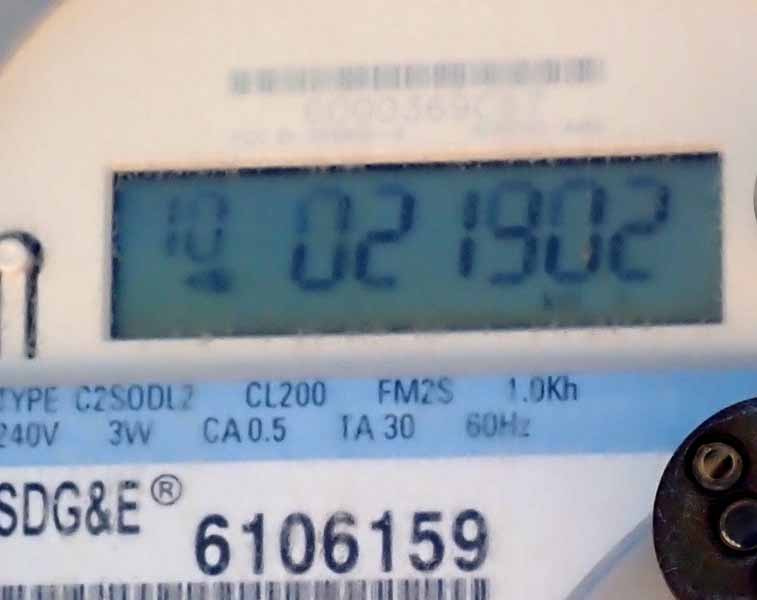 10 021902
TYPE C2SODL2 CL200 FM2S 1.0Kh
240V 3W CA 0.5 TA 30 60Hz
SDG&E® 6106159